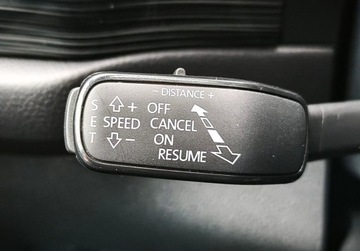 - DISTANCE +
S + OFF
E SPEED CANCEL
T - ON
RESUME